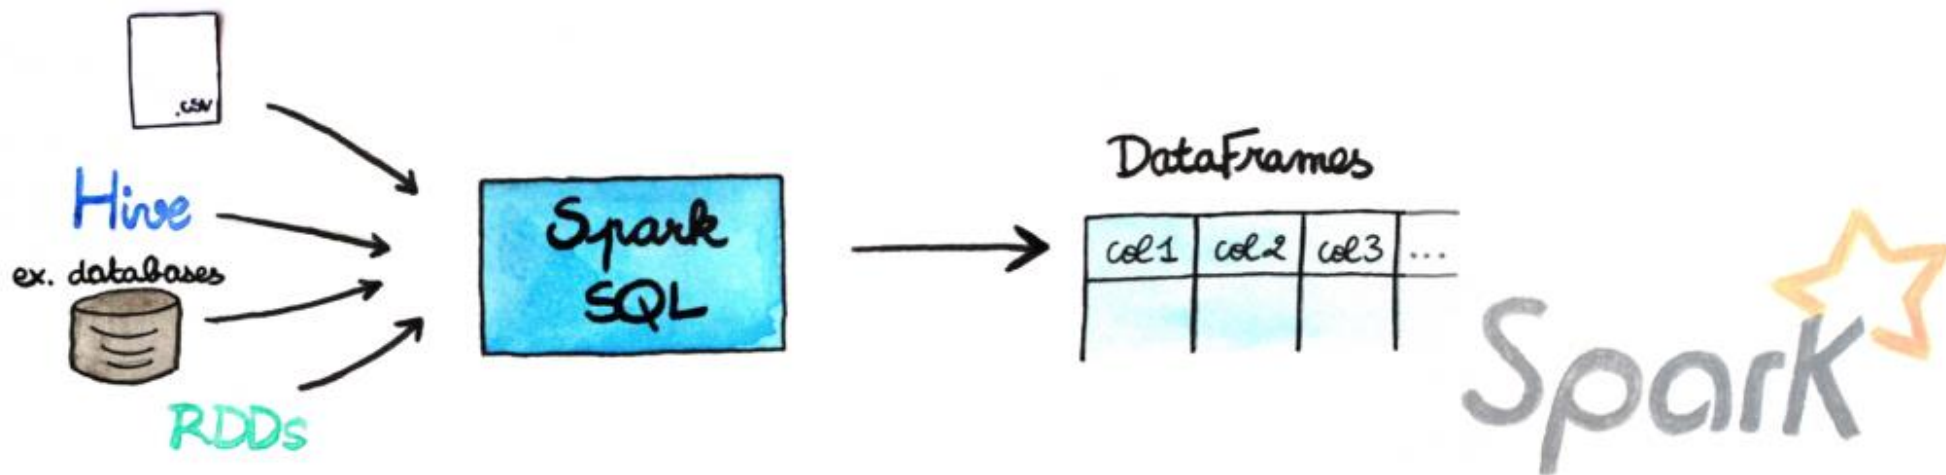 .csv
Hive
ex. databases
RDDs
Spark
SQL
DataFrames
col1 col2 col3 ...
Spark